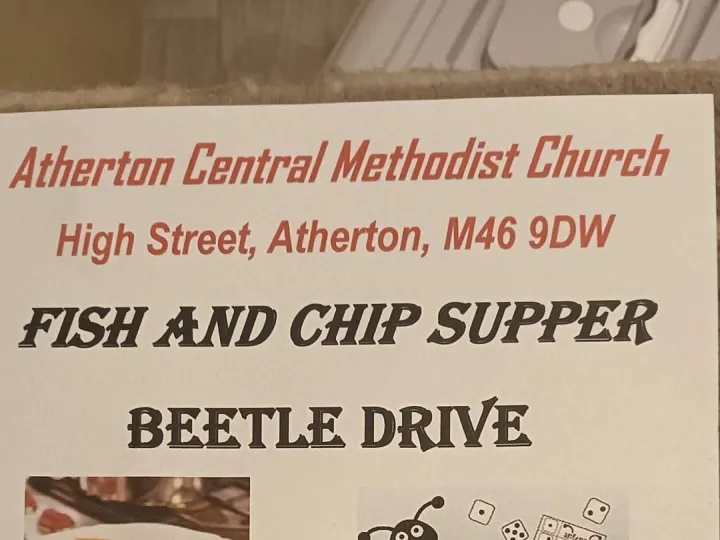 Atherton Central Methodist Church
High Street, Atherton, M46 9DW
FISH AND CHIP SUPPER
BEETLE DRIVE